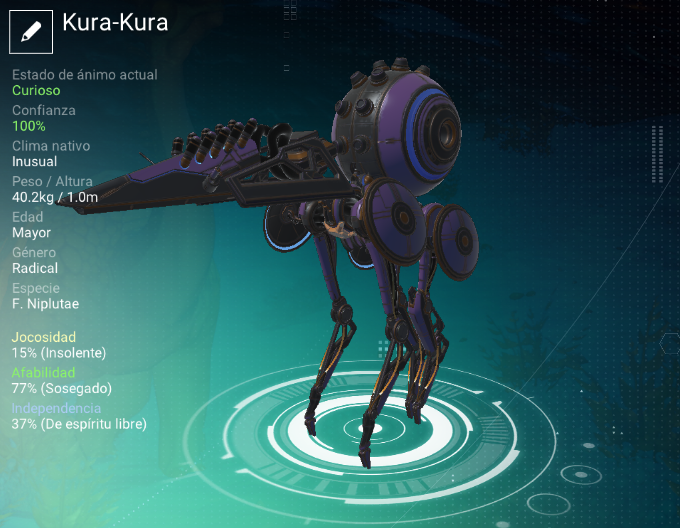 Kura-Kura
Estado de ánimo actual
Curioso
Confianza
100%
Clima nativo
Inusual
Peso / Altura
40.2kg / 1.0m
Edad
Mayor
Género
Radical
Especie
F. Niplutae
Jocosidad
15% (Insolente)
Afabilidad
77% (Sosegado)
Independencia
37% (De espíritu libre)